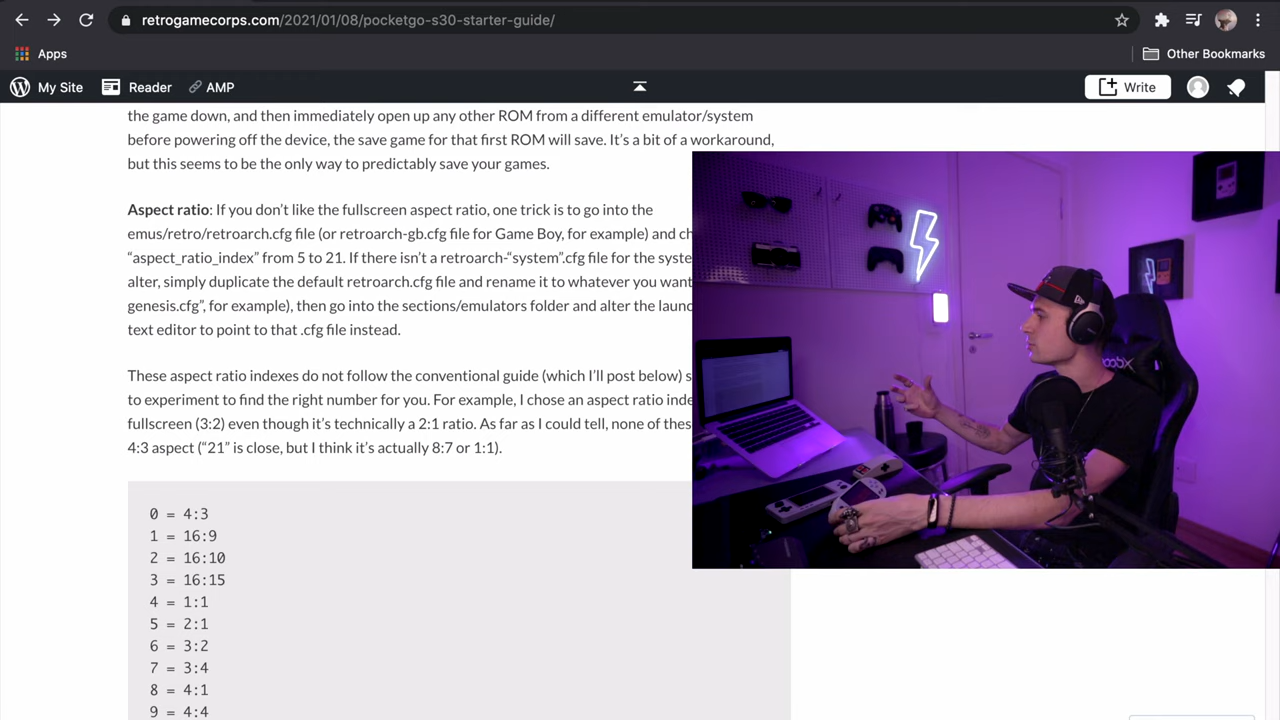 retrogamecorps.com/2021/01/08/pocketgo-s30-starter-guide/
Apps
Other Bookmarks
My Site
Reader
AMP
Write
the game down, and then immediately open up any other ROM from a different emulator/system
before powering off the device, the save game for that first ROM will save. It’s a bit of a workaround,
but this seems to be the only way to predictably save your games.
Aspect ratio: If you don’t like the fullscreen aspect ratio, one trick is to go into the
emus/retro/retroarch.cfg file (or retroarch-gb.cfg file for Game Boy, for example) and
“aspect_ratio_index” from 5 to 21. If there isn’t a retroarch-“system”.cfg file for the
alter, simply duplicate the default retroarch.cfg file and rename it to whatever you want
genesis.cfg”, for example), then go into the sections/emulators folder and alter the
text editor to point to that .cfg file instead.
These aspect ratio indexes do not follow the conventional guide (which I’ll post below)
to experiment to find the right number for you. For example, I chose an aspect ratio
fullscreen (3:2) even though it’s technically a 2:1 ratio. As far as I could tell, none of
4:3 aspect (“21” is close, but I think it’s actually 8:7 or 1:1).
0 = 4:3
1 = 16:9
2 = 16:10
3 = 16:15
4 = 1:1
5 = 2:1
6 = 3:2
7 = 3:4
8 = 4:1
9 = 4:4